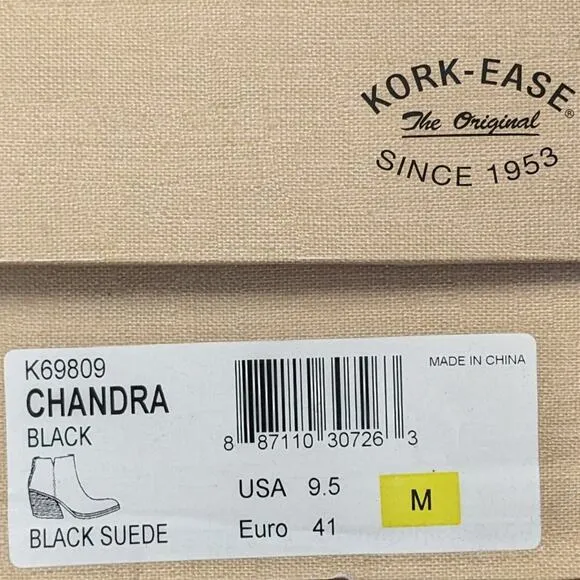 KORK-EASE®
The Original
SINCE 1953
K69809
CHANDRA
BLACK
BLACK SUEDE
8 87110 30726 3
MADE IN CHINA
USA 9.5
Euro 41
M